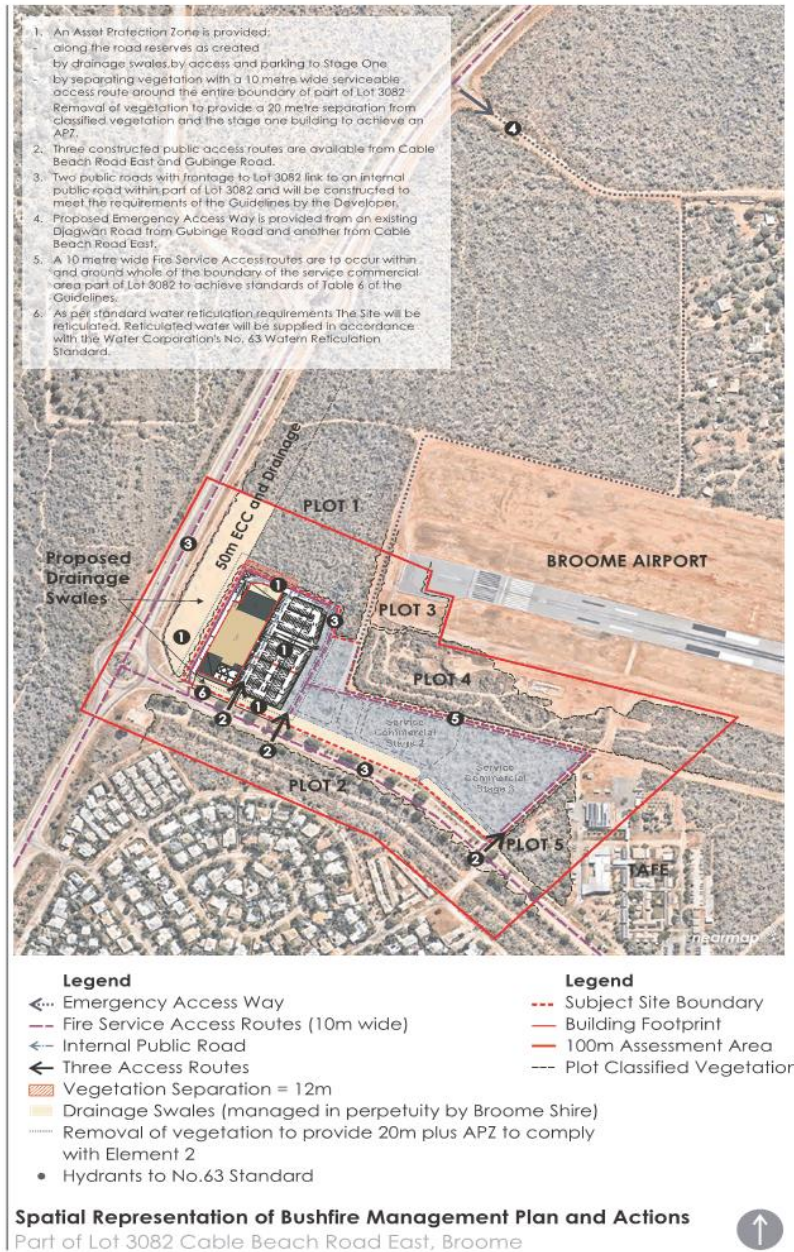 1. An Asset Protection Zone is provided:
- along the road reserves as created
by drainage swales,by access and parking to Stage One
- by separating vegetation with a 10 metre wide serviceable
access route around the entire boundary of part of Lot 3082
Removal of vegetation to provide a 20 metre separation from
classified vegetation and the stage one building to achieve an
APZ.
2. Three constructed public access routes are available from Cable
Beach Road East and Gubinge Road.
3. Two public roads with frontage to Lot 3082 link to an internal
public road within part of Lot 3082 and will be constructed to
meet the requirements of the Guidelines by the Developer.
4. Proposed Emergency Access Way is provided from an existing
Djagwan Road from Gubinge Road and another from Cable
Beach Road East.
5. A 10 metre wide Fire Service Access routes are to occur within
and around whole of the boundary of the service commercial
area part of Lot 3082 to achieve standards of Table 6 of the
Guidelines.
6. As per standard water reticulation requirements The Site will be
reticulated. Reticulated water will be supplied in accordance
with the Water Corporation's No. 63 Watern Reticulation
Standard.
4
50m ECC and Drainage
PLOT 1
3
BROOME AIRPORT
Proposed
Drainage
Swales
1
PLOT 3
3
1
1
PLOT 4
6
2
1
5
2
Service
Commercial
Stage 2
3
Service
Commercial
Stage 3
PLOT 2
2
PLOT 5
TAFE
nearmap
Legend
Emergency Access Way
Fire Service Access Routes (10m wide)
Internal Public Road
Three Access Routes
Vegetation Separation = 12m
Drainage Swales (managed in perpetuity by Broome Shire)
Removal of vegetation to provide 20m plus APZ to comply
with Element 2
Hydrants to No.63 Standard
Legend
Subject Site Boundary
Building Footprint
100m Assessment Area
Plot Classified Vegetation
Spatial Representation of Bushfire Management Plan and Actions
Part of Lot 3082 Cable Beach Road East, Broome